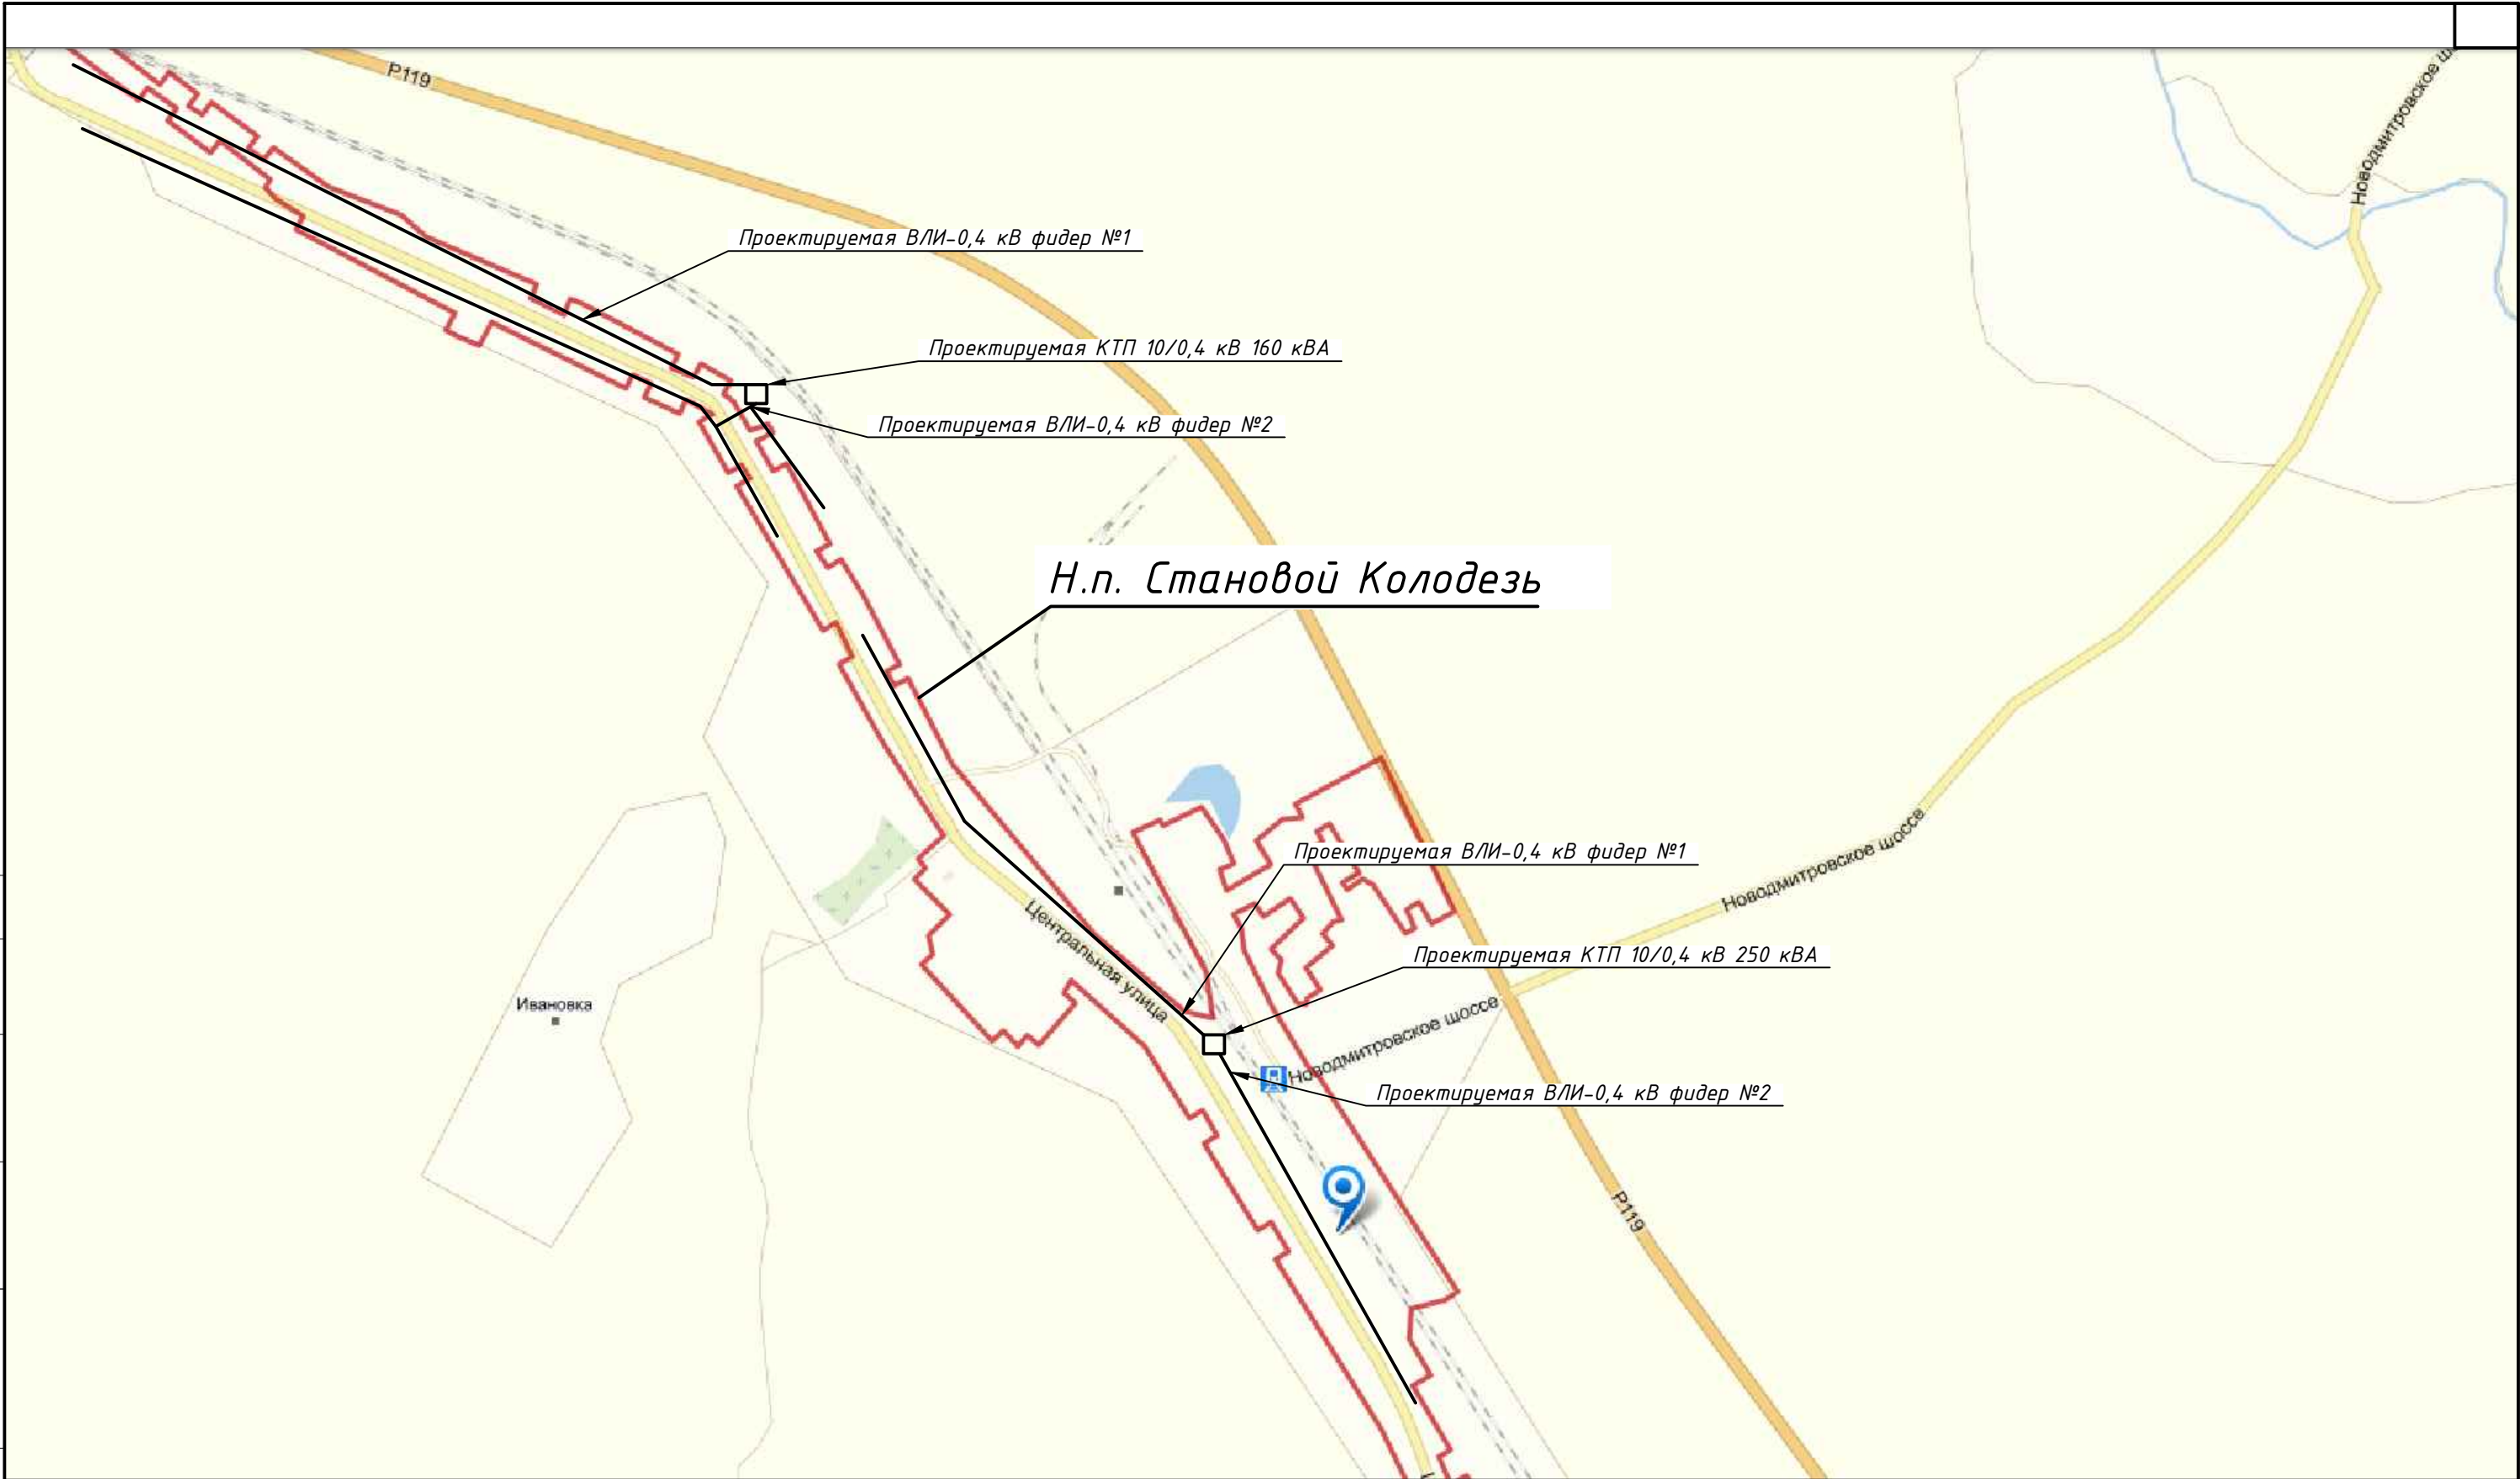 Р119
Новодмитровское ш
Проектируемая ВЛИ-0,4 кВ фидер №1
Проектируемая КТП 10/0,4 кВ 160 кВА
Проектируемая ВЛИ-0,4 кВ фидер №2
Н.п. Становой Колодезь
Проектируемая ВЛИ-0,4 кВ фидер №1
Новодмитровское шоссе
Центральная улица
Проектируемая КТП 10/0,4 кВ 250 кВА
Ивановка
Новодмитровское шоссе
Проектируемая ВЛИ-0,4 кВ фидер №2
Р119